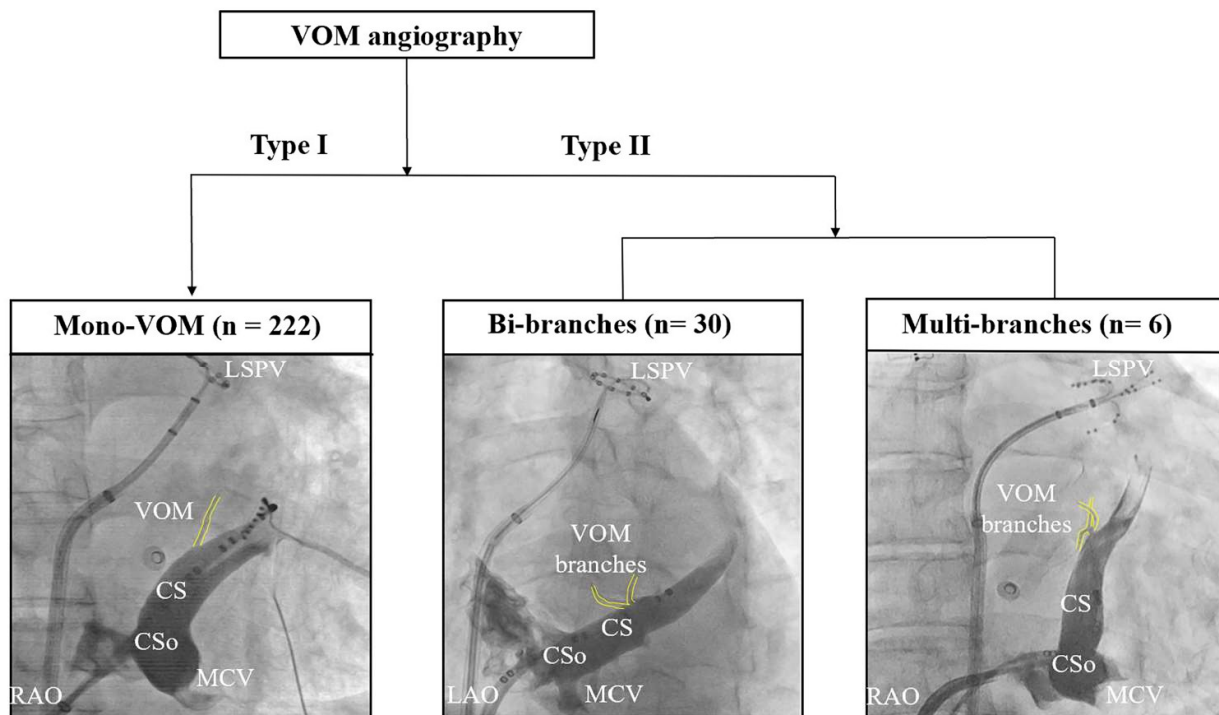 VOM angiography
Type I
Type II
Mono-VOM (n = 222)
LSPV
VOM
CS
CSo
MCV
RAO
Bi-branches (n= 30)
LSPV
VOM
branches
CS
CSo
MCV
LAO
Multi-branches (n= 6)
LSPV
VOM
branches
CS
CSo
MCV
RAO